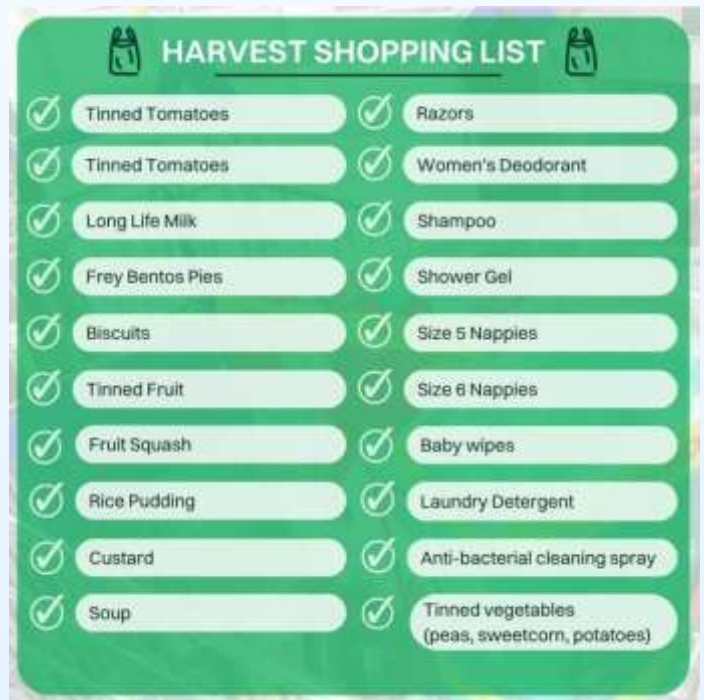 HARVEST SHOPPING LIST
Tinned Tomatoes
Tinned Tomatoes
Long Life Milk
Frey Bentos Pies
Biscuits
Tinned Fruit
Fruit Squash
Rice Pudding
Custard
Soup
Razors
Women's Deodorant
Shampoo
Shower Gel
Size 5 Nappies
Size 6 Nappies
Baby wipes
Laundry Detergent
Anti-bacterial cleaning spray
Tinned vegetables
(peas, sweetcorn, potatoes)